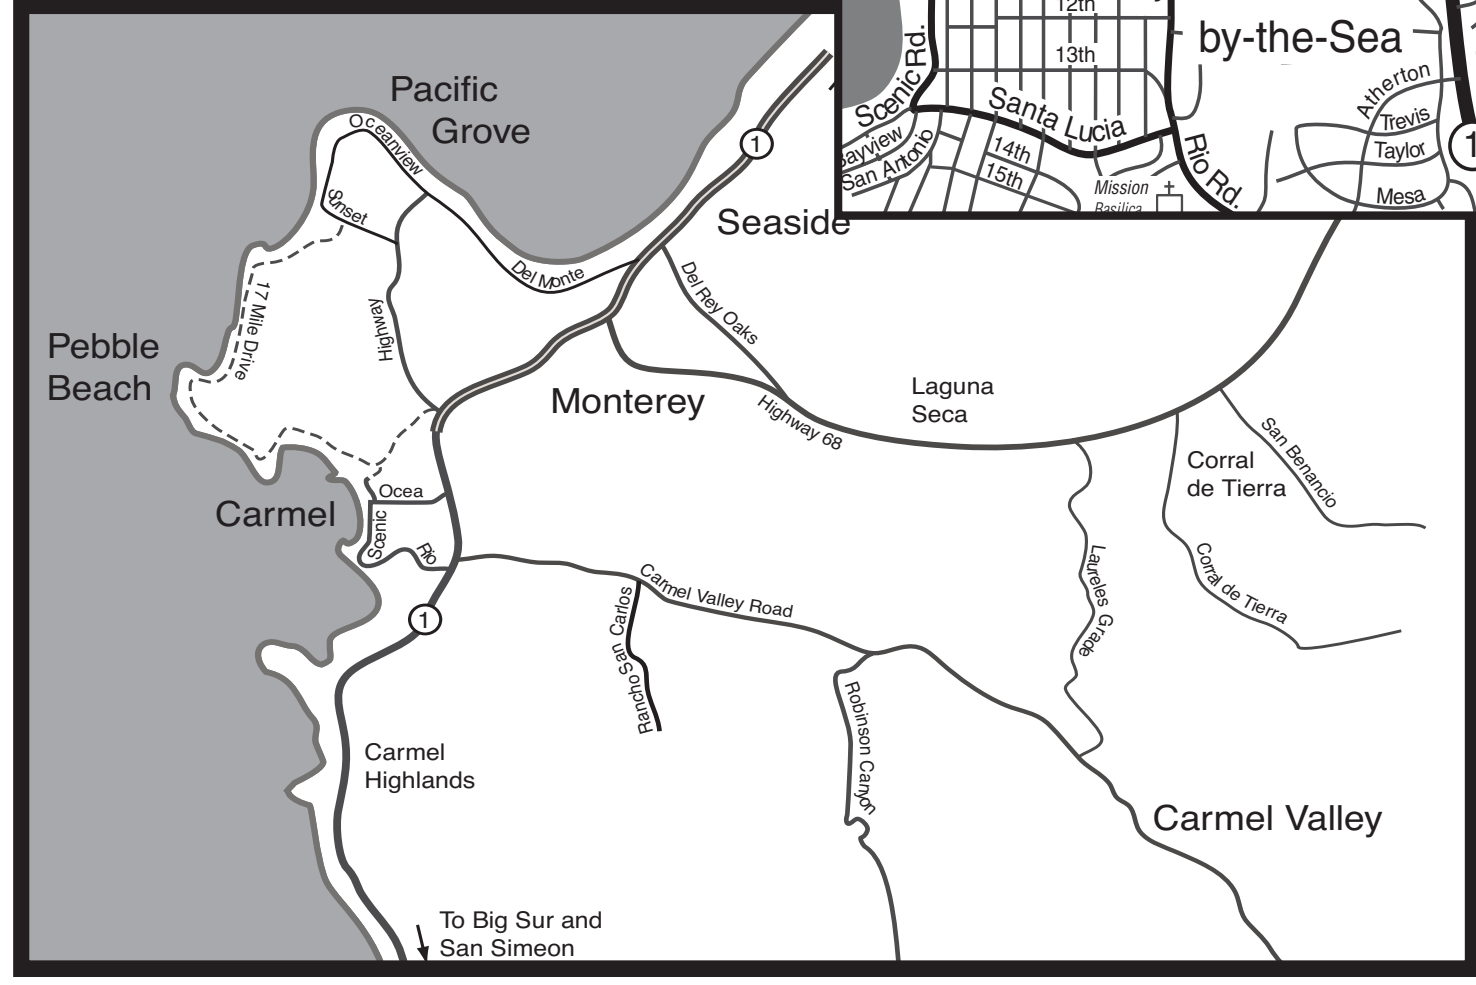 12th
by-the-Sea
13th
Scenic Rd.
Santa Lucia
Atherton
Trevis
1
Bayview
San Antonio
14th
15th
Rio Rd.
Taylor
Mission
Basilica
Mesa
Pacific
Grove
Oceanview
1
Sunset
Seaside
Del Monte
Del Rey Oaks
17 Mile Drive
Highway
Pebble
Beach
Monterey
Highway 68
Laguna
Seca
San Benancio
Corral
de Tierra
Ocea
Carmel
Scenic
Rio
Laureles Grade
Corral de Tierra
Carmel Valley Road
1
Rancho San Carlos
Robinson Canyon
Carmel
Highlands
Carmel Valley
To Big Sur and
San Simeon